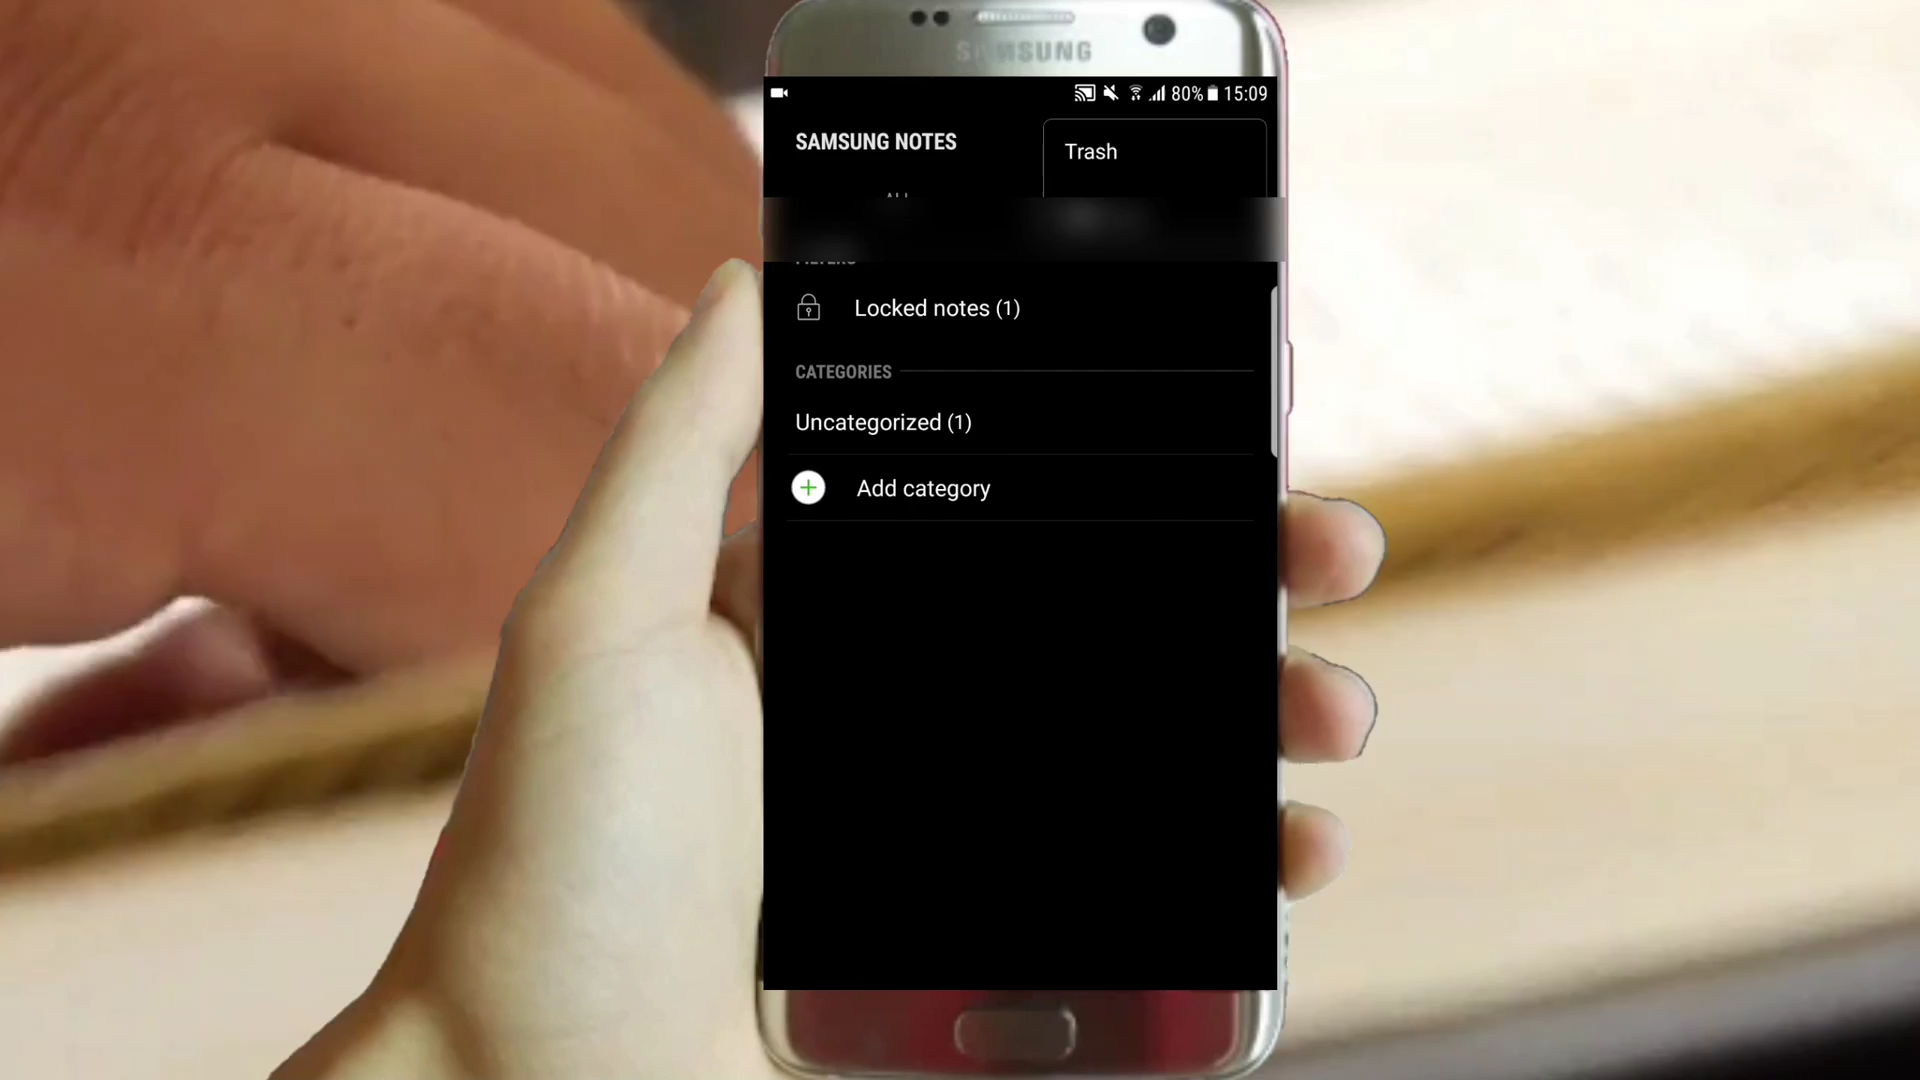 SAMSUNG
80% 15:09
SAMSUNG NOTES
Trash
Locked notes (1)
CATEGORIES
Uncategorized (1)
Add category